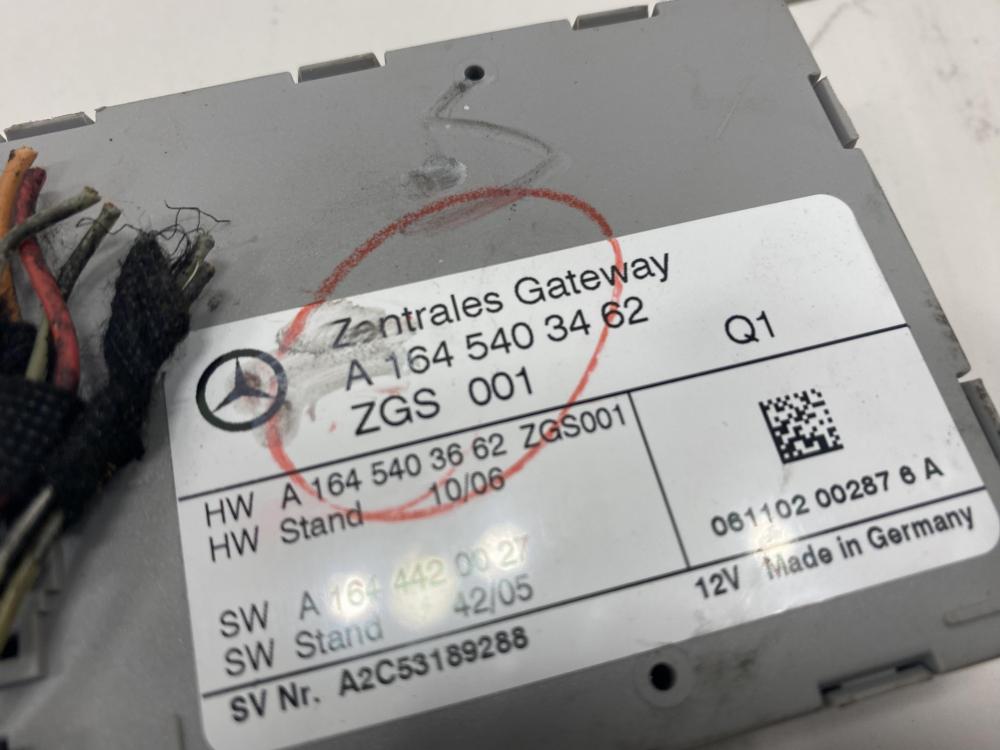 Zentrales Gateway
A 164 540 34 62
ZGS 001
Q1
HW A 164 540 36 62 ZGS001
HW Stand 10/06
SW A 164 442 00 27
SW Stand 42/05
061102 00287 6 A
12V Made in Germany
SV Nr. A2C53189288